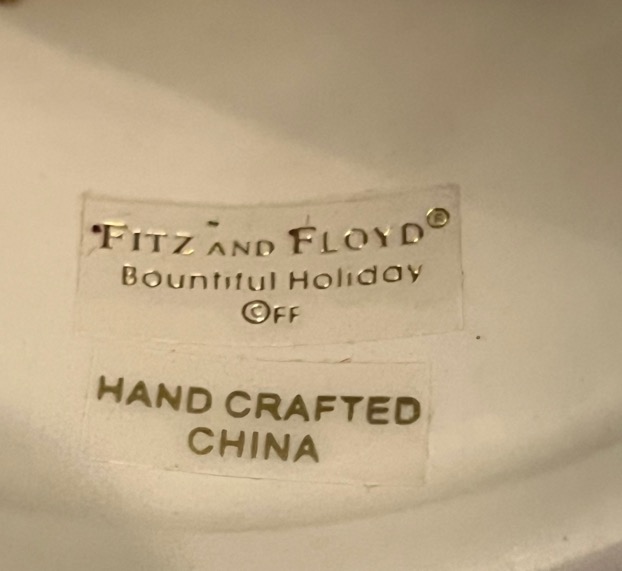 FITZ AND FLOYD®
Bountiful Holiday
©FF
HAND CRAFTED
CHINA